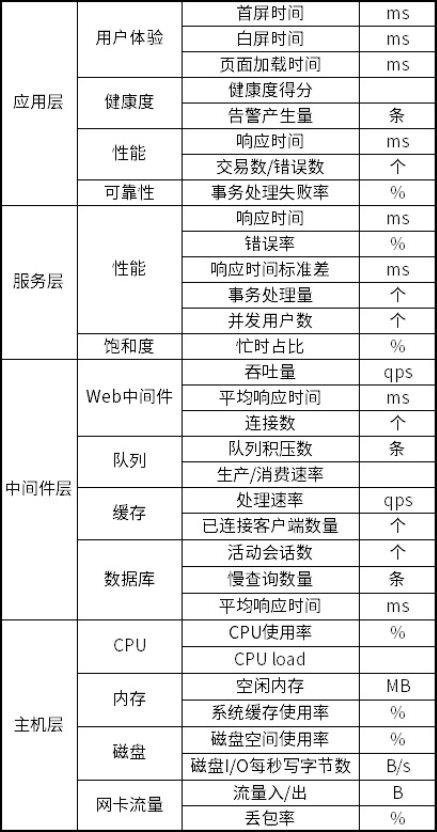 应用层 用户体验 首屏时间 ms
白屏时间 ms
页面加载时间 ms
健康度 健康度得分
告警产生量 条
性能 响应时间 ms
交易数/错误数 个
可靠性 事务处理失败率 %
服务层 性能 响应时间 ms
错误率 %
响应时间标准差 ms
事务处理量 个
并发用户数 个
饱和度 忙时占比 %
中间件层 Web中间件 吞吐量 qps
平均响应时间 ms
连接数 个
队列 队列积压数 条
生产/消费速率
缓存 处理速率 qps
已连接客户端数量 个
数据库 活动会话数 个
慢查询数量 条
平均响应时间 ms
主机层 CPU CPU使用率 %
CPU load
内存 空闲内存 MB
系统缓存使用率 %
磁盘 磁盘空间使用率 %
磁盘I/O每秒写字节数 B/s
网卡流量 流量入/出 B
丢包率 %